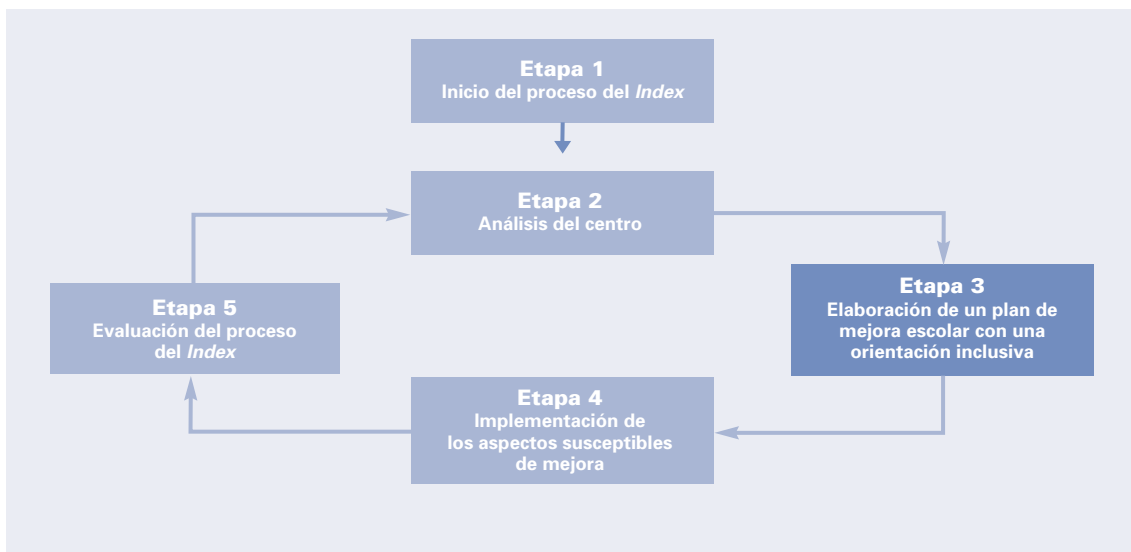 Etapa 1
Inicio del proceso del Index
Etapa 2
Análisis del centro
Etapa 3
Elaboración de un plan de
mejora escolar con una
orientación inclusiva
Etapa 4
Implementación de
los aspectos susceptibles
de mejora
Etapa 5
Evaluación del proceso
del Index